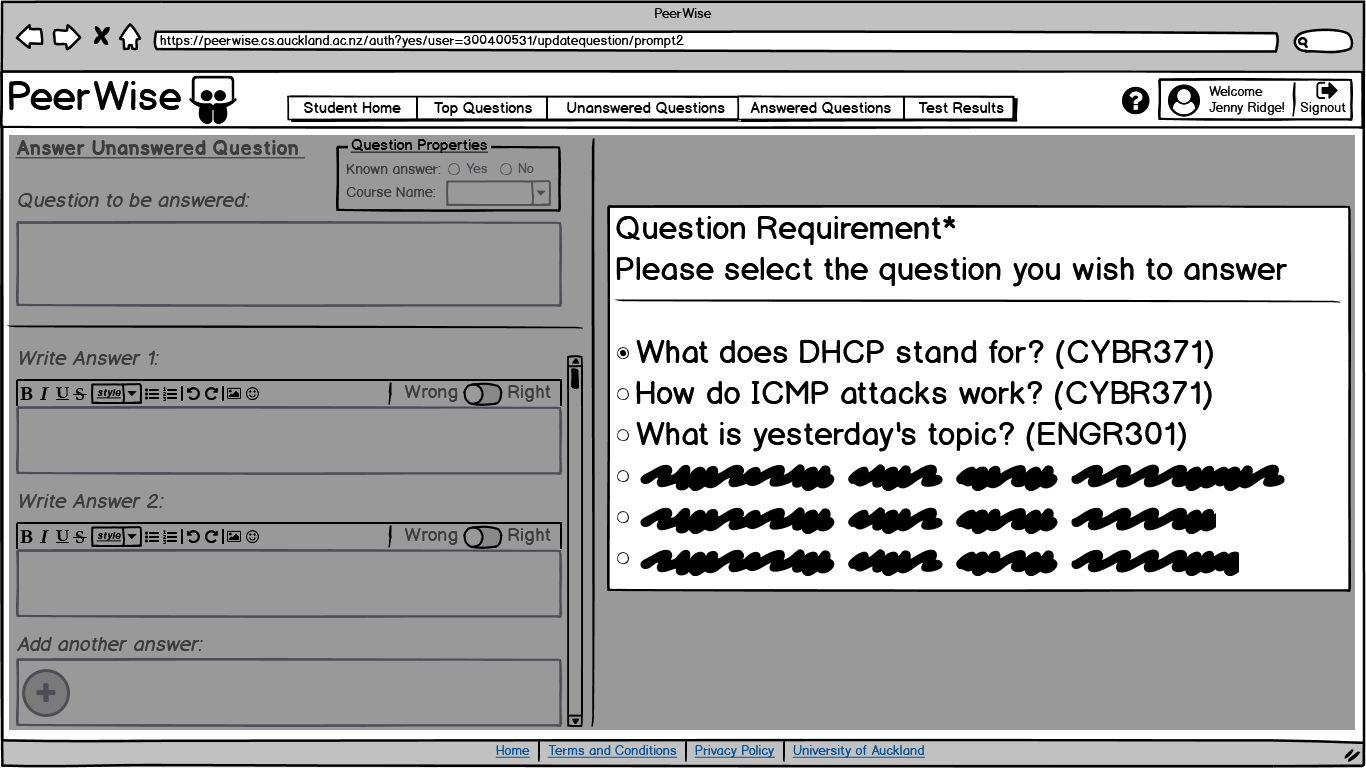 PeerWise
https://peerwise.cs.auckland.ac.nz/auth?yes/user=300400531/updatequestion/prompt2
PeerWise
Student Home
Top Questions
Unanswered Questions
Answered Questions
Test Results
?
Welcome
Jenny Ridge!
Signout
Answer Unanswered Question
Question Properties
Known answer: Yes No
Course Name:
Question to be answered:
Write Answer 1:
B I U S style Wrong Right
Write Answer 2:
B I U S style Wrong Right
Add another answer:
Question Requirement*
Please select the question you wish to answer
What does DHCP stand for? (CYBR371)
How do ICMP attacks work? (CYBR371)
What is yesterday's topic? (ENGR301)
Home | Terms and Conditions | Privacy Policy | University of Auckland